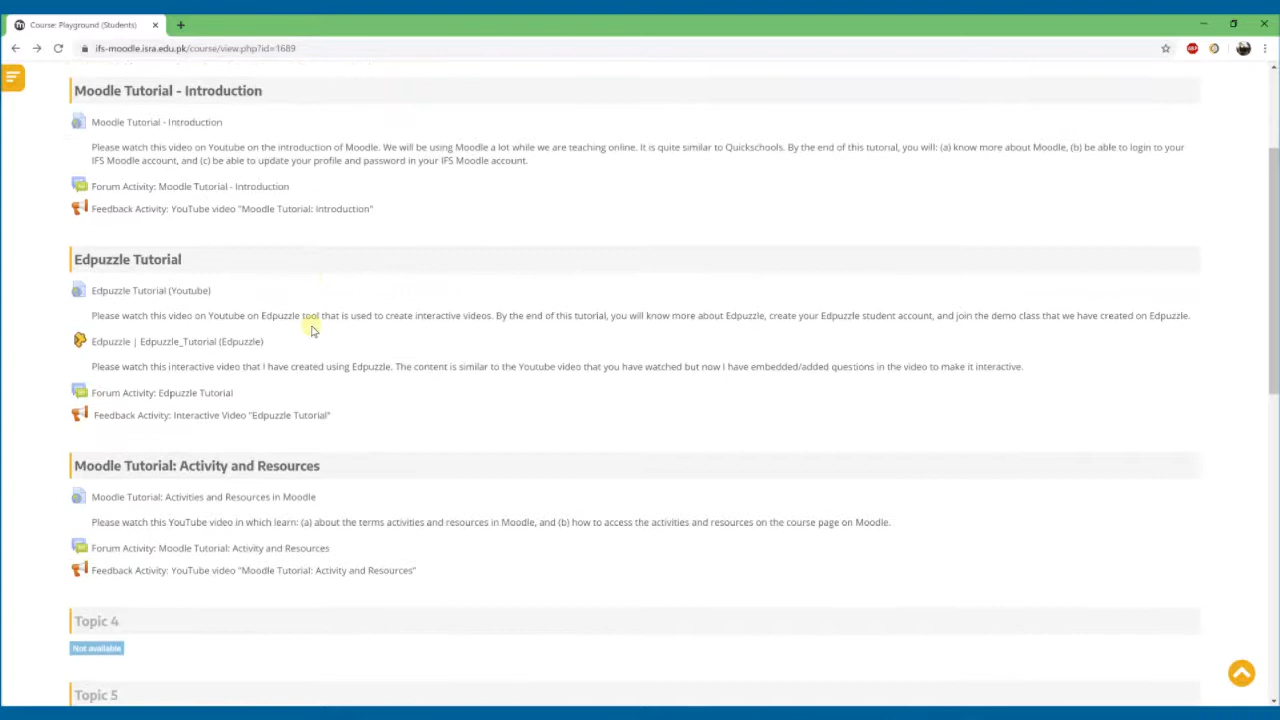 Course: Playground (Students)
ifs-moodle.isra.edu.pk/course/view.php?id=1689
ABP
Moodle Tutorial - Introduction
Moodle Tutorial - Introduction
Please watch this video on Youtube on the introduction of Moodle. We will be using Moodle a lot while we are teaching online. It is quite similar to Quickschools. By the end of this tutorial, you will: (a) know more about Moodle, (b) be able to login to your
IFS Moodle account, and (c) be able to update your profile and password in your IFS Moodle account.
Forum Activity: Moodle Tutorial - Introduction
Feedback Activity: YouTube video "Moodle Tutorial: Introduction"
Edpuzzle Tutorial
Edpuzzle Tutorial (Youtube)
Please watch this video on Youtube on Edpuzzle tool that is used to create interactive videos. By the end of this tutorial, you will know more about Edpuzzle, create your Edpuzzle student account, and join the demo class that we have created on Edpuzzle.
Edpuzzle | Edpuzzle_Tutorial (Edpuzzle)
Please watch this interactive video that I have created using Edpuzzle. The content is similar to the Youtube video that you have watched but now I have embedded/added questions in the video to make it interactive.
Forum Activity: Edpuzzle Tutorial
Feedback Activity: Interactive Video "Edpuzzle Tutorial"
Moodle Tutorial: Activity and Resources
Moodle Tutorial: Activities and Resources in Moodle
Please watch this YouTube video in which learn: (a) about the terms activities and resources in Moodle, and (b) how to access the activities and resources on the course page on Moodle.
Forum Activity: Moodle Tutorial: Activity and Resources
Feedback Activity: YouTube video "Moodle Tutorial: Activity and Resources"
Topic 4
Not available
Topic 5